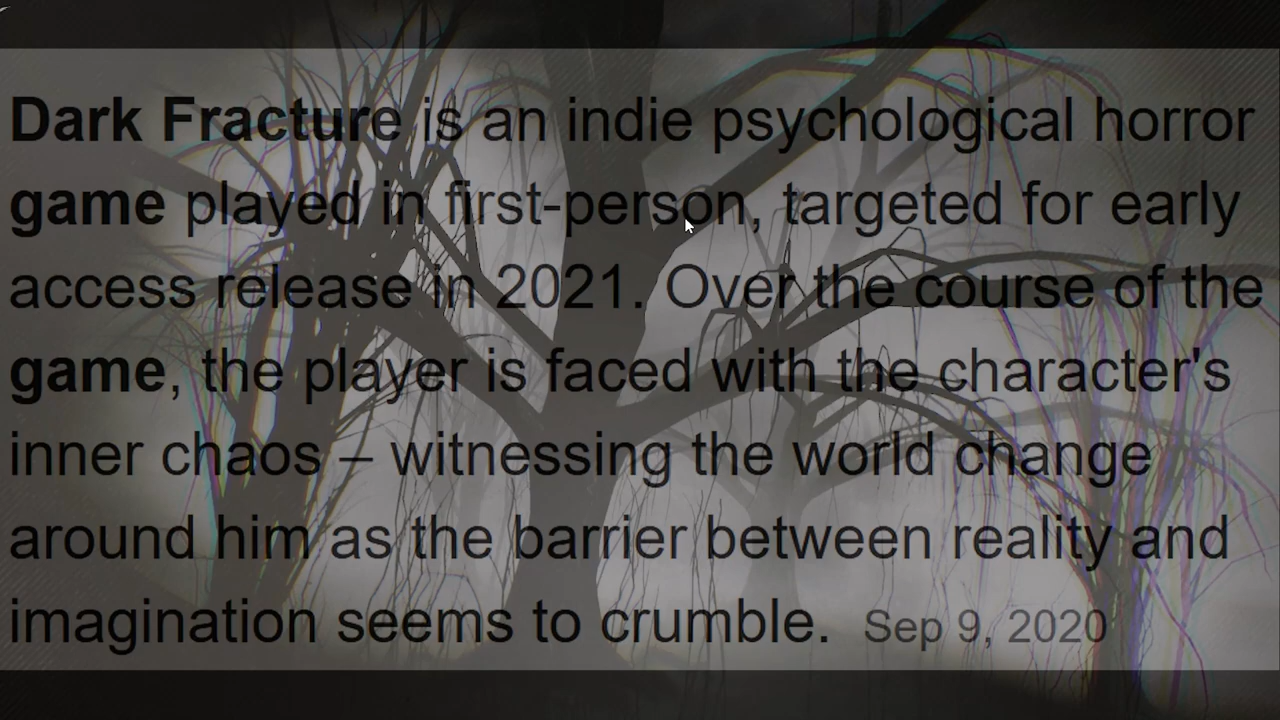 Dark Fracture is an indie psychological horror
game played in first-person, targeted for early
access release in 2021. Over the course of the
game, the player is faced with the character's
inner chaos – witnessing the world change
around him as the barrier between reality and
imagination seems to crumble. Sep 9, 2020